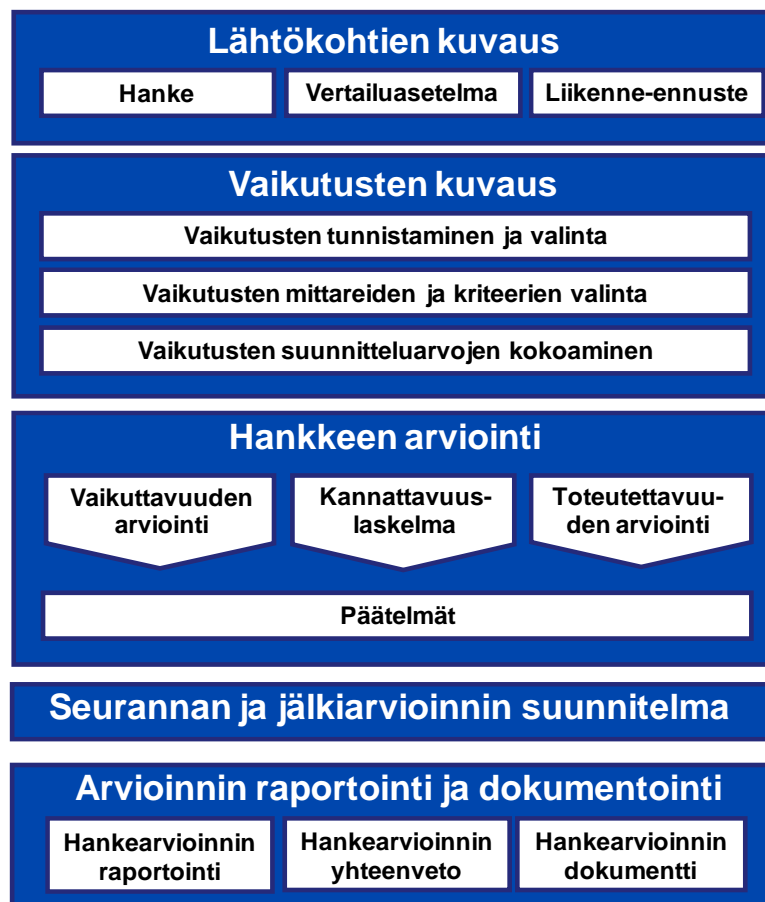 Lähtökohtien kuvaus
Hanke
Vertailuasetelma
Liikenne-ennuste
Vaikutusten kuvaus
Vaikutusten tunnistaminen ja valinta
Vaikutusten mittareiden ja kriteerien valinta
Vaikutusten suunnitteluarvojen kokoaminen
Hankkeen arviointi
Vaikuttavuuden
arviointi
Kannattavuus-
laskelma
Toteutettavuu-
den arviointi
Päätelmät
Seurannan ja jälkiarvioinnin suunnitelma
Arvioinnin raportointi ja dokumentointi
Hankearvioinnin
raportointi
Hankearvioinnin
yhteenveto
Hankearvioinnin
dokumentti